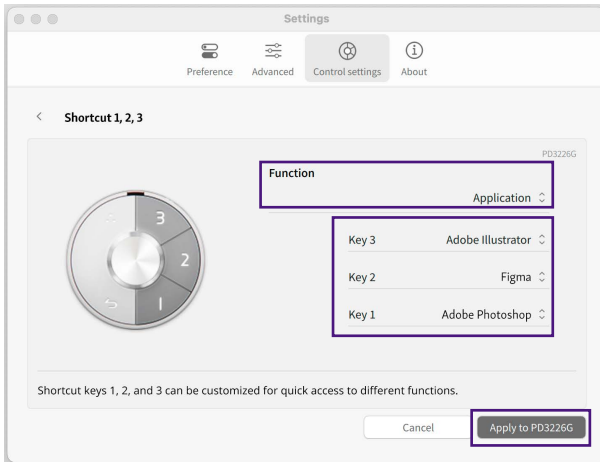 Settings
Preference
Advanced
Control settings
About
Shortcut 1, 2, 3
PD3226G
Function
Application
3
2
1
Key 3 Adobe Illustrator
Key 2 Figma
Key 1 Adobe Photoshop
Shortcut keys 1, 2, and 3 can be customized for quick access to different functions.
Cancel
Apply to PD3226G